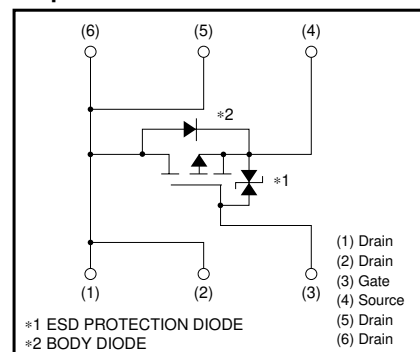 (6) (5) (4)
∗2
∗1
(1) (2) (3)
(1) Drain
(2) Drain
(3) Gate
(4) Source
(5) Drain
(6) Drain
∗1 ESD PROTECTION DIODE
∗2 BODY DIODE